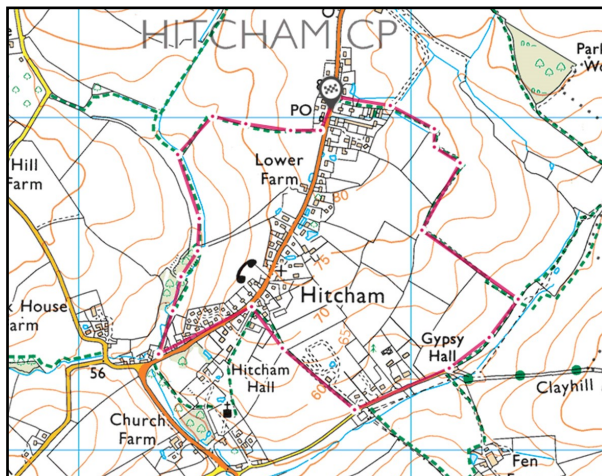 HITCHAM CP
Park
Wo
PO
Lower
Farm
Hill
Farm
80
75
Hitcham
70
65
House
arm
Gypsy
Hall
56
Hitcham
Hall
60
Clayhill
Church
Farm
Fen